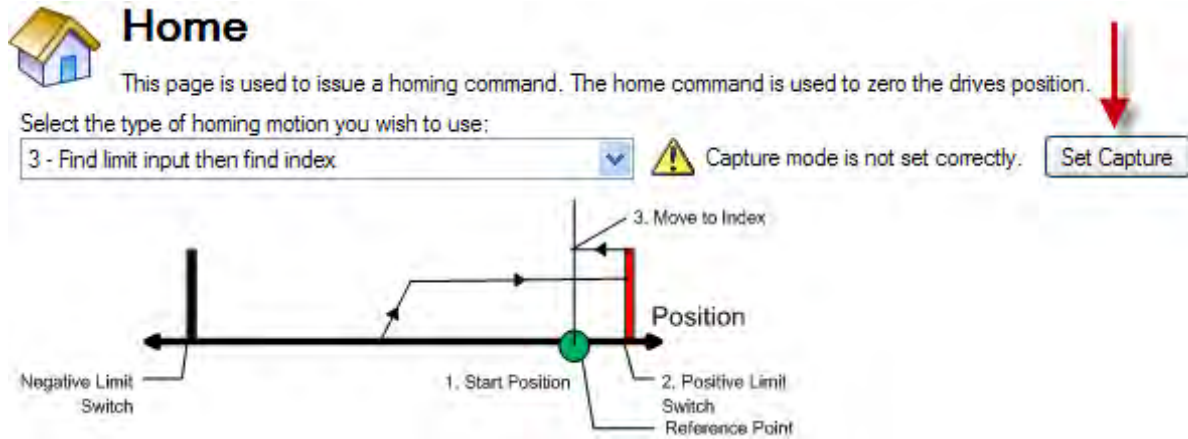 Home
This page is used to issue a homing command. The home command is used to zero the drives position.
Select the type of homing motion you wish to use:
3 - Find limit input then find index
Capture mode is not set correctly.
Set Capture
3. Move to Index
Position
Negative Limit
Switch
1. Start Position
2. Positive Limit
Switch
Reference Point